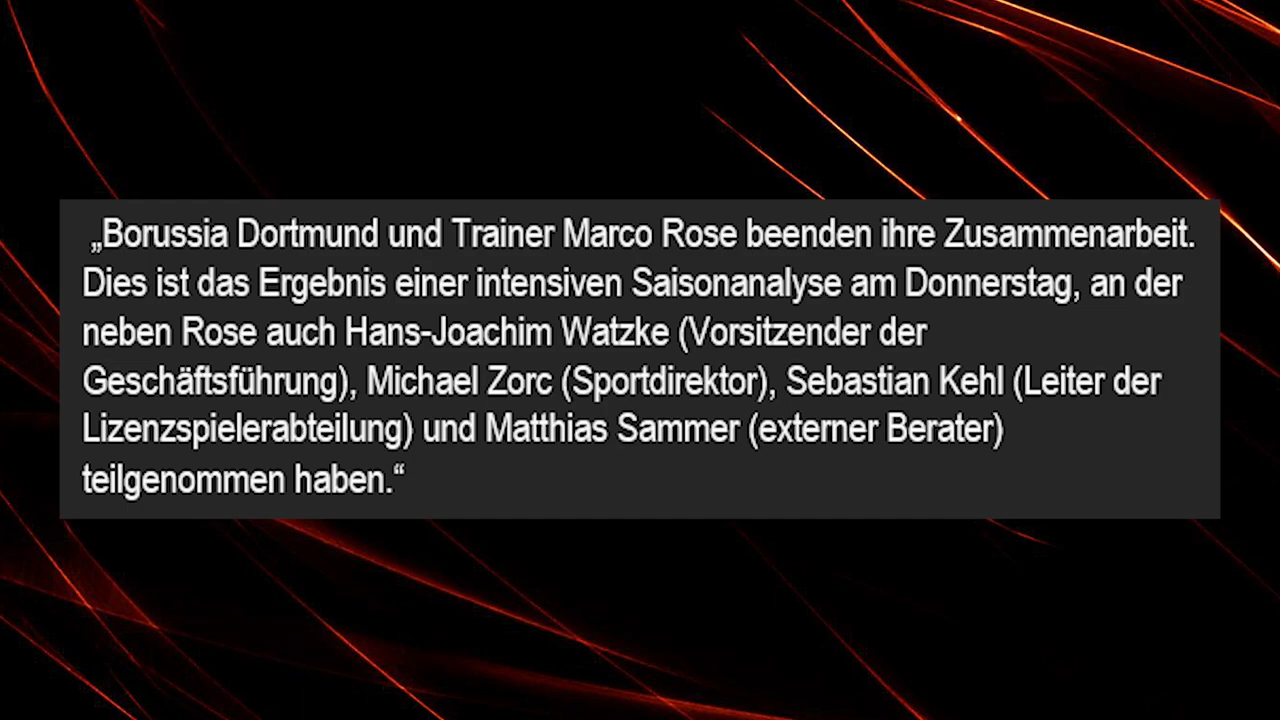 „Borussia Dortmund und Trainer Marco Rose beenden ihre Zusammenarbeit.
Dies ist das Ergebnis einer intensiven Saisonanalyse am Donnerstag, an der
neben Rose auch Hans-Joachim Watzke (Vorsitzender der
Geschäftsführung), Michael Zorc (Sportdirektor), Sebastian Kehl (Leiter der
Lizenzspielerabteilung) und Matthias Sammer (externer Berater)
teilgenommen haben.“